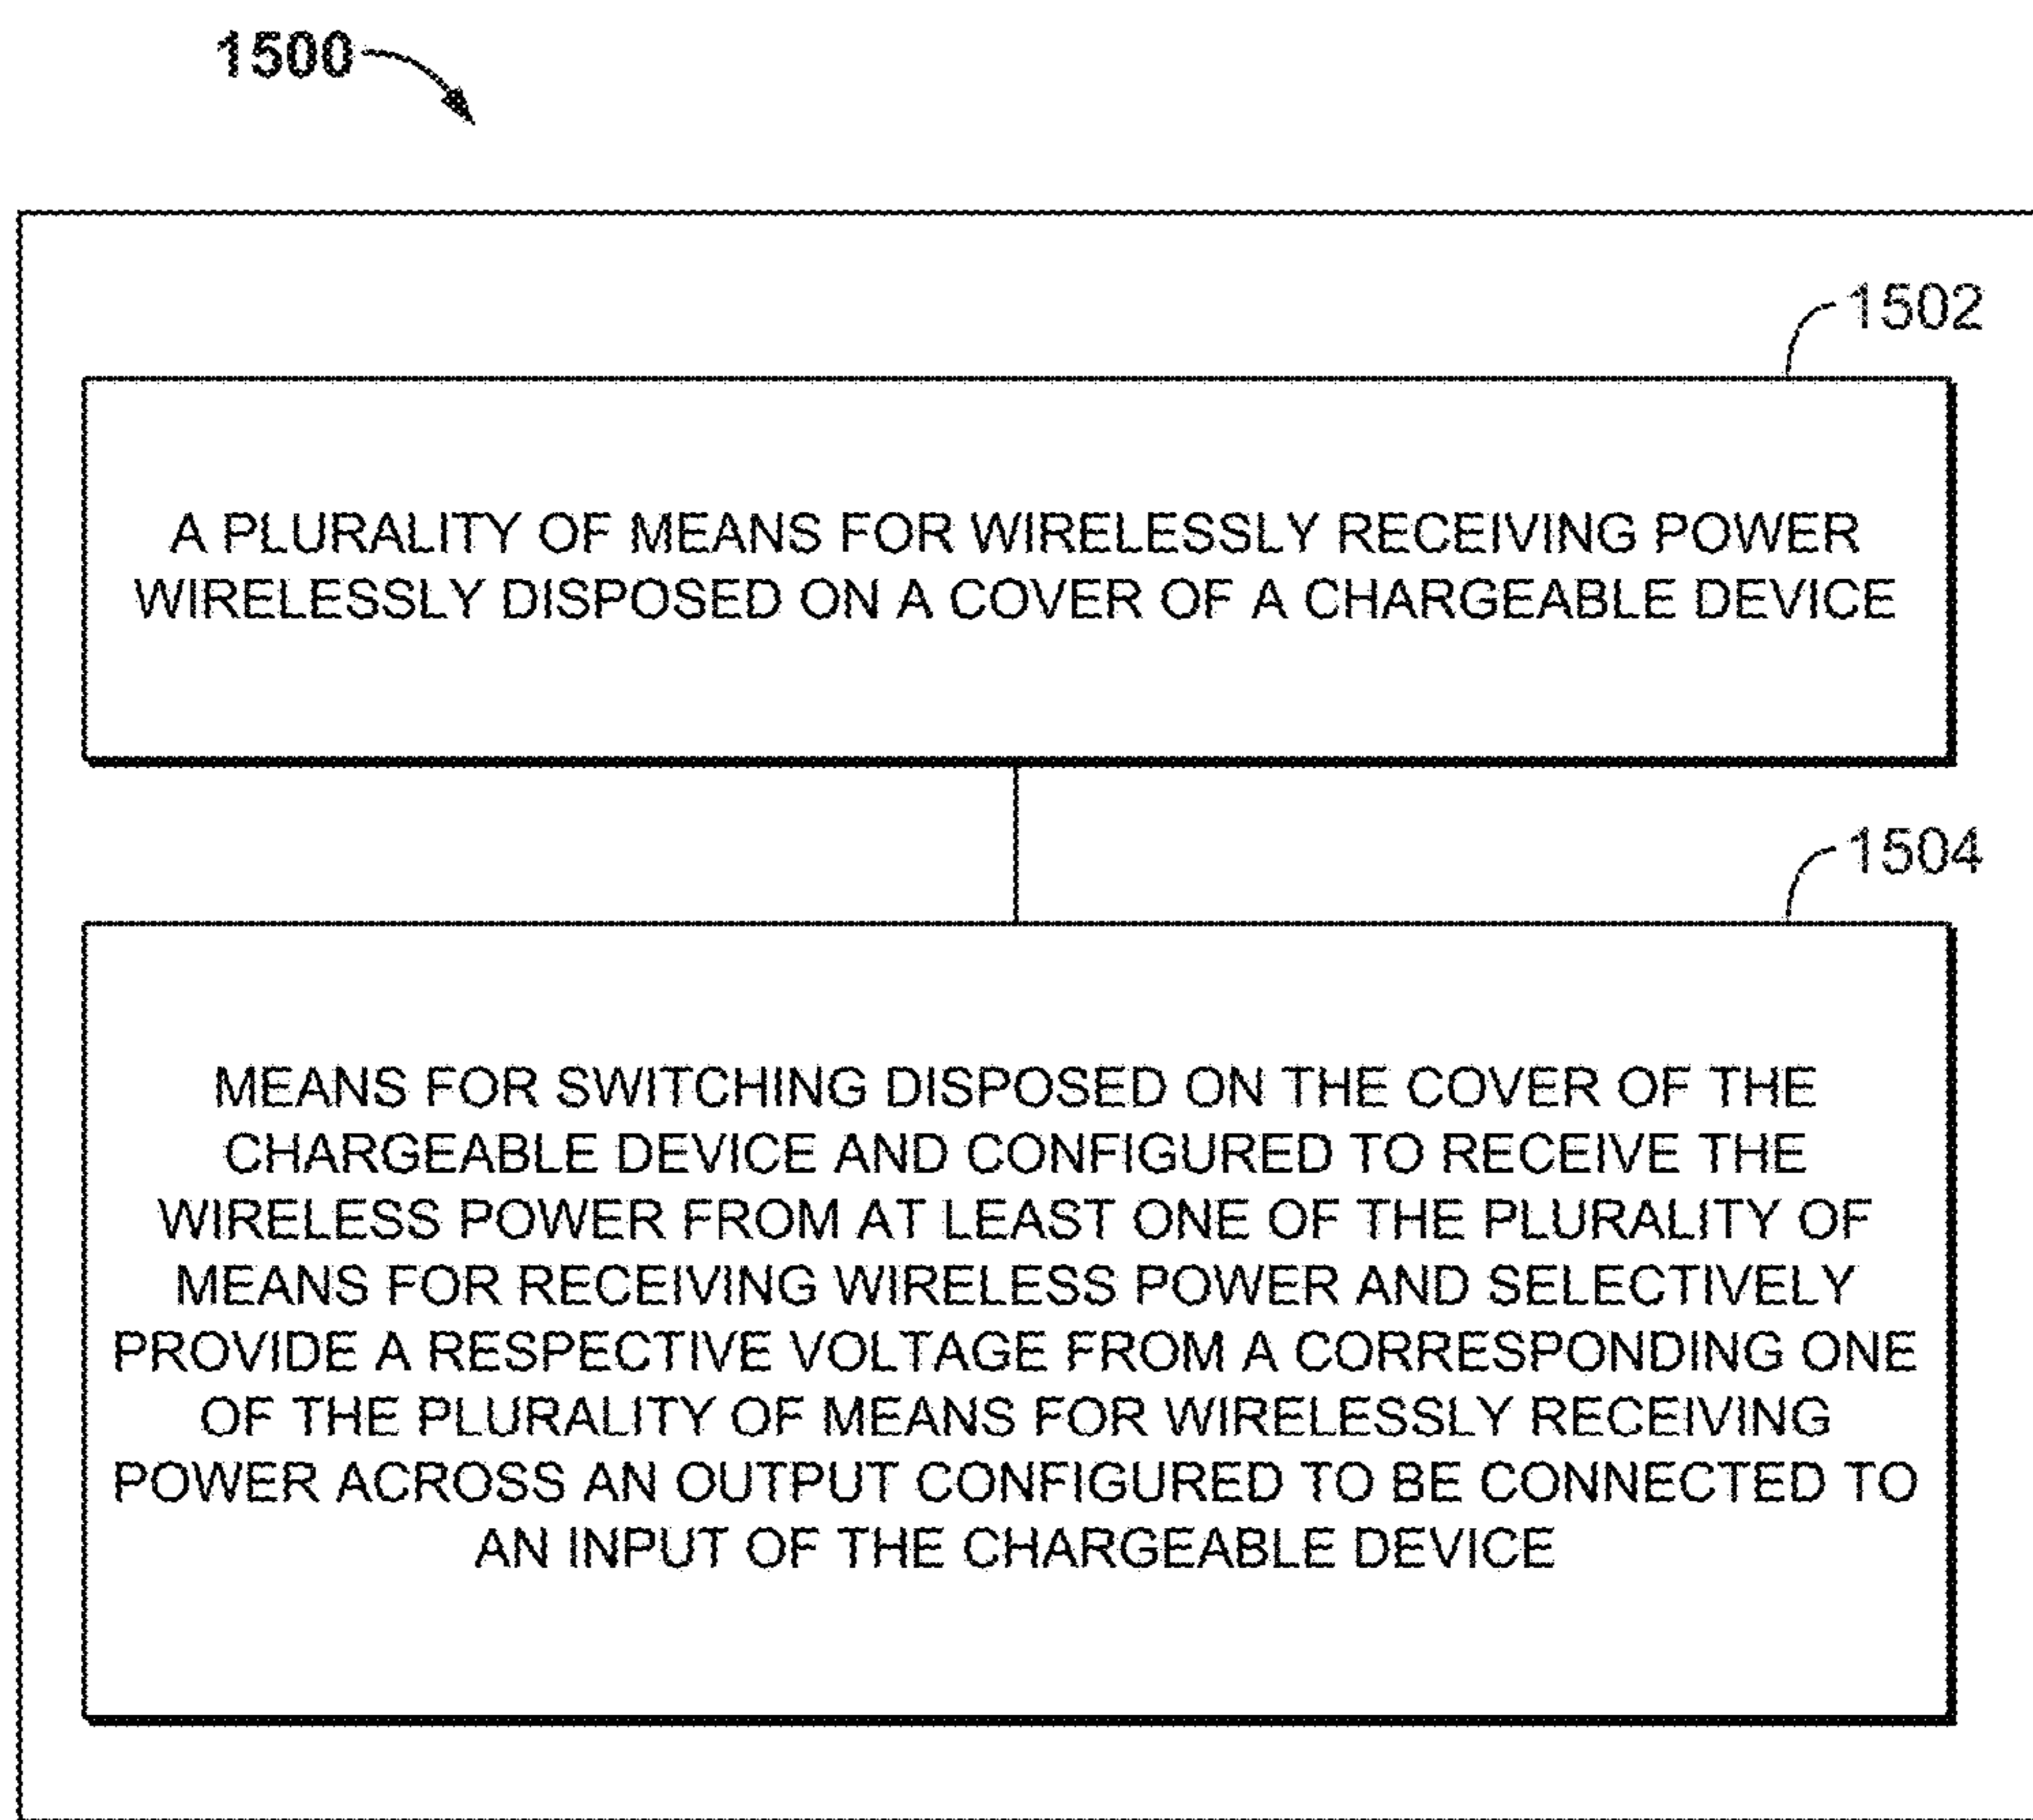 1500
1502
A PLURALITY OF MEANS FOR WIRELESSLY RECEIVING POWER
WIRELESSLY DISPOSED ON A COVER OF A CHARGEABLE DEVICE
1504
MEANS FOR SWITCHING DISPOSED ON THE COVER OF THE
CHARGEABLE DEVICE AND CONFIGURED TO RECEIVE THE
WIRELESS POWER FROM AT LEAST ONE OF THE PLURALITY OF
MEANS FOR RECEIVING WIRELESS POWER AND SELECTIVELY
PROVIDE A RESPECTIVE VOLTAGE FROM A CORRESPONDING ONE
OF THE PLURALITY OF MEANS FOR WIRELESSLY RECEIVING
POWER ACROSS AN OUTPUT CONFIGURED TO BE CONNECTED TO
AN INPUT OF THE CHARGEABLE DEVICE